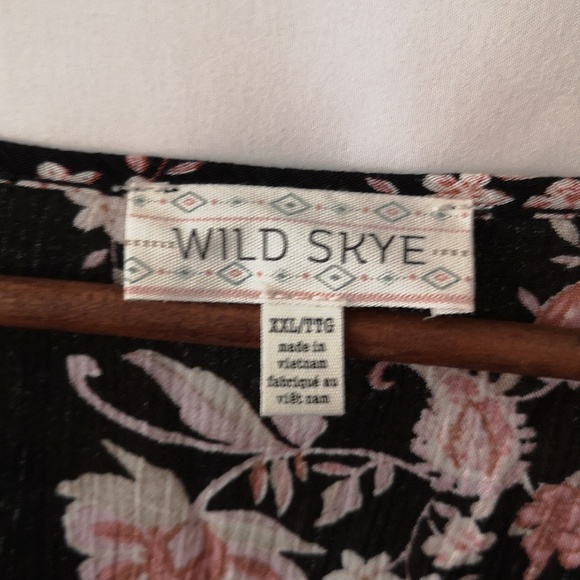 WILD SKYE
XXL/TTG
made in
vietnam
fabriqué au
viêt nam